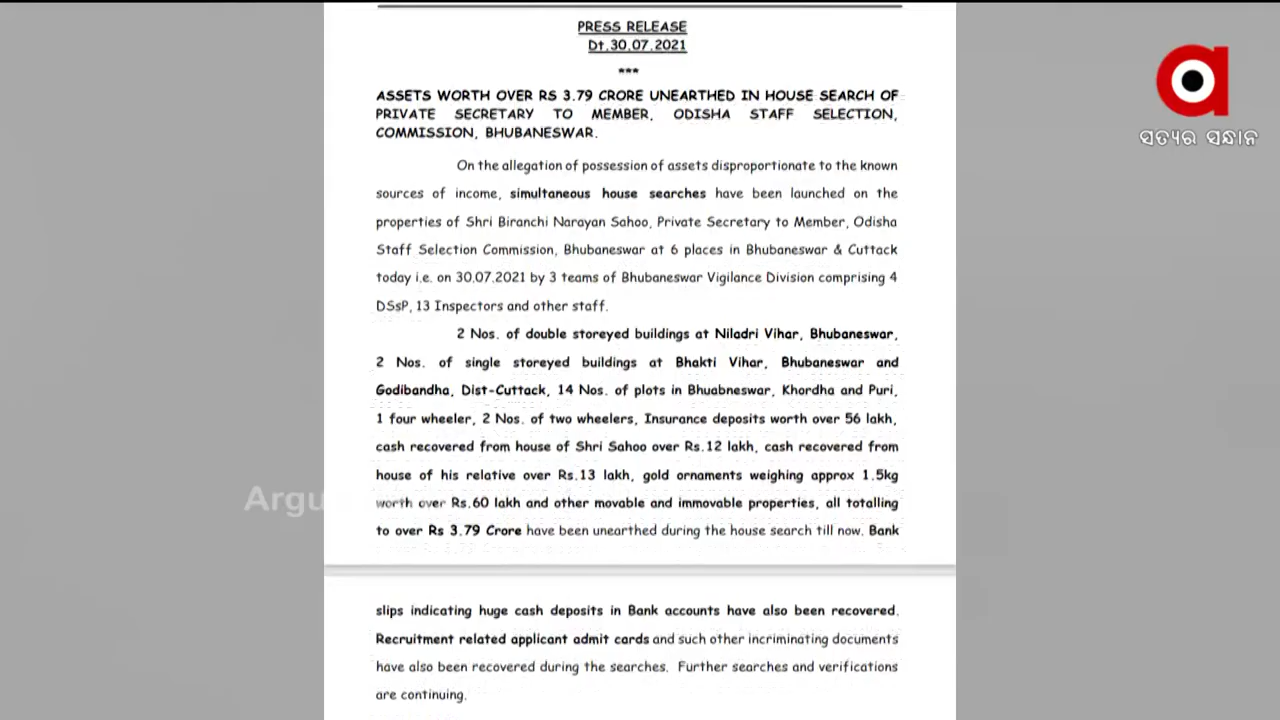 PRESS RELEASE
Dt.30.07.2021
***
ASSETS WORTH OVER RS 3.79 CRORE UNEARTHED IN HOUSE SEARCH OF
PRIVATE SECRETARY TO MEMBER, ODISHA STAFF SELECTION,
COMMISSION, BHUBANESWAR.
ସତ୍ୟର ସନ୍ଧାନ
On the allegation of possession of assets disproportionate to the known
sources of income, simultaneous house searches have been launched on the
properties of Shri Biranchi Narayan Sahoo, Private Secretary to Member, Odisha
Staff Selection Commission, Bhubaneswar at 6 places in Bhubaneswar & Cuttack
today i.e. on 30.07.2021 by 3 teams of Bhubaneswar Vigilance Division comprising 4
DSsP, 13 Inspectors and other staff.
2 Nos. of double storeyed buildings at Niladri Vihar, Bhubaneswar,
2 Nos. of single storeyed buildings at Bhakti Vihar, Bhubaneswar and
Godibandha, Dist-Cuttack, 14 Nos. of plots in Bhuabneswar, Khordha and Puri,
1 four wheeler, 2 Nos. of two wheelers, Insurance deposits worth over 56 lakh,
cash recovered from house of Shri Sahoo over Rs.12 lakh, cash recovered from
house of his relative over Rs.13 lakh, gold ornaments weighing approx 1.5kg
worth over Rs.60 lakh and other movable and immovable properties, all totalling
to over Rs 3.79 Crore have been unearthed during the house search till now. Bank
slips indicating huge cash deposits in Bank accounts have also been recovered.
Recruitment related applicant admit cards and such other incriminating documents
have also been recovered during the searches. Further searches and verifications
are continuing.